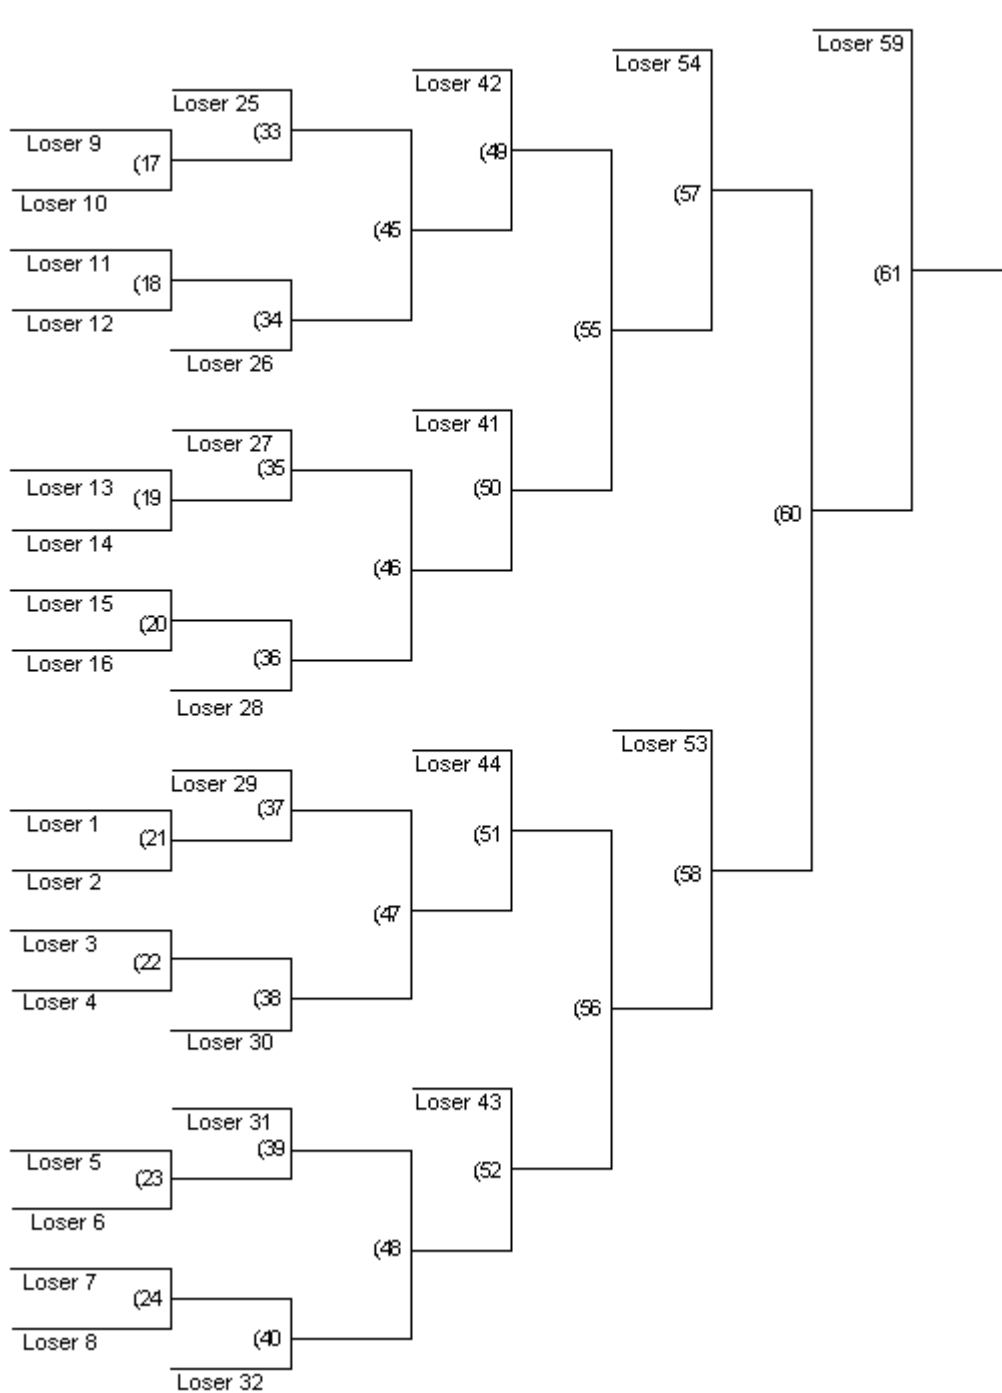 Loser 59
Loser 54
Loser 42
Loser 25
(33
Loser 9
(17
(49
Loser 10
(57
(45
Loser 11
(18
(61
Loser 12
(34
(55
Loser 26
Loser 41
Loser 27
(35
Loser 13
(19
(50
(60
Loser 14
(46
Loser 15
(20
Loser 16
(36
Loser 28
Loser 53
Loser 44
Loser 29
(37
Loser 1
(21
(51
Loser 2
(58
(47
Loser 3
(22
Loser 4
(38
(56
Loser 30
Loser 43
Loser 31
(39
Loser 5
(23
(52
Loser 6
(48
Loser 7
(24
Loser 8
(40
Loser 32